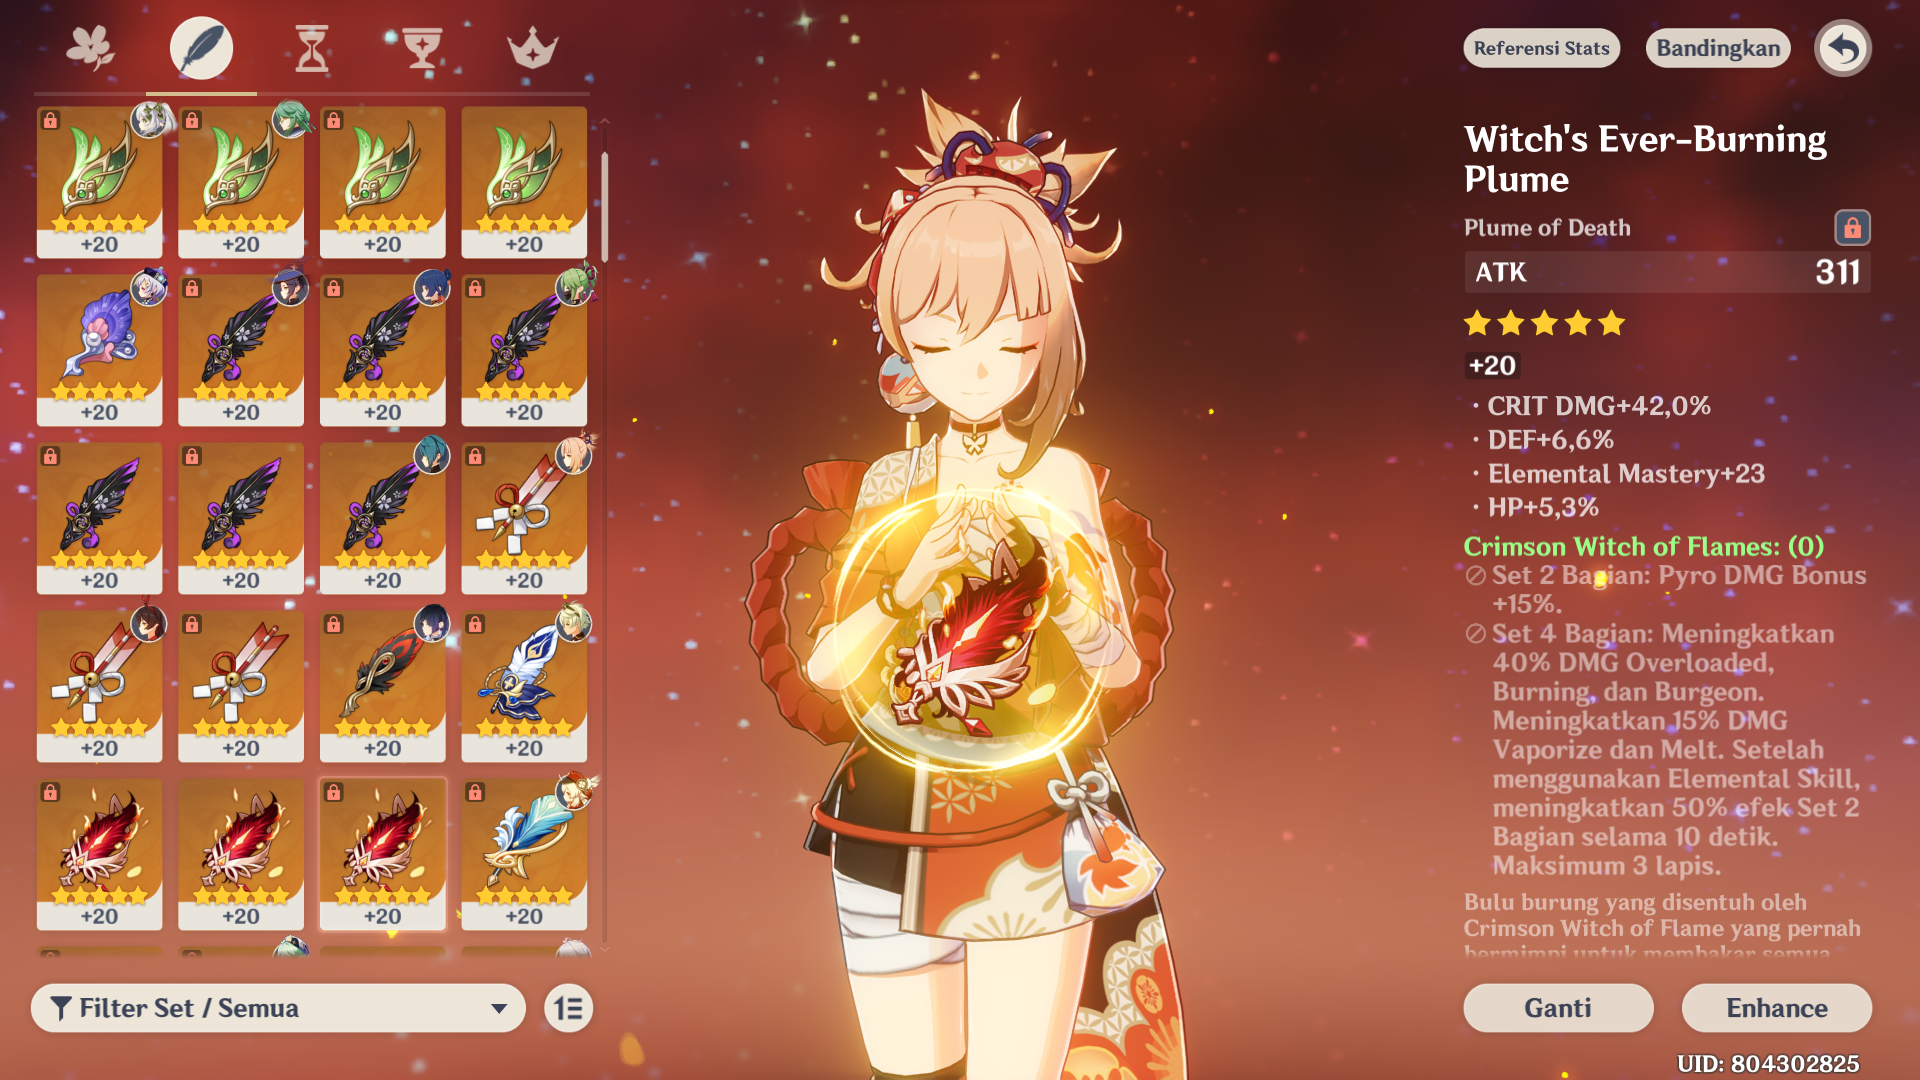 Referensi Stats
Bandingkan
Witch's Ever-Burning
Plume
Plume of Death
ATK 311
+20
· CRIT DMG+42,0%
· DEF+6,6%
· Elemental Mastery+23
· HP+5,3%
Crimson Witch of Flames: (0)
Set 2 Bagian: Pyro DMG Bonus
+15%.
Set 4 Bagian: Meningkatkan
40% DMG Overloaded,
Burning, dan Burgeon.
Meningkatkan 15% DMG
Vaporize dan Melt. Setelah
menggunakan Elemental Skill,
meningkatkan 50% efek Set 2
Bagian selama 10 detik.
Maksimum 3 lapis.
Bulu burung yang disentuh oleh
Crimson Witch of Flame yang pernah
bermimpi untuk membakar semua
+20 +20 +20 +20
+20 +20 +20 +20
+20 +20 +20 +20
+20 +20 +20 +20
+20 +20 +20 +20
Filter Set / Semua
Ganti
Enhance
UID: 804302825